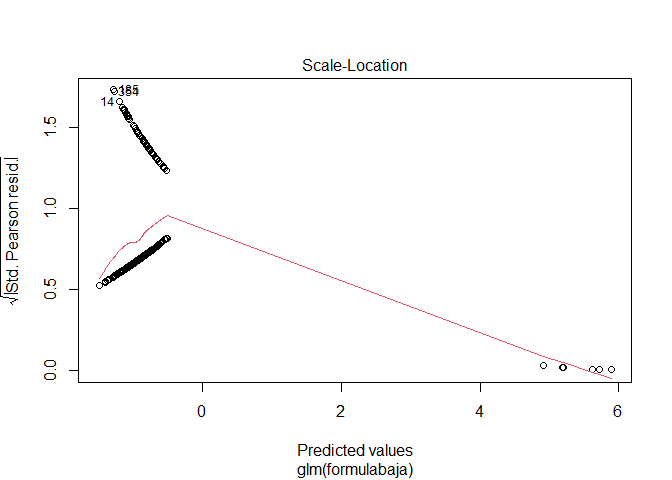 Scale-Location
√|Std. Pearson resid.|
0.0
0.5
1.0
1.5
185
14
0
2
4
6
Predicted values
glm(formulabaja)